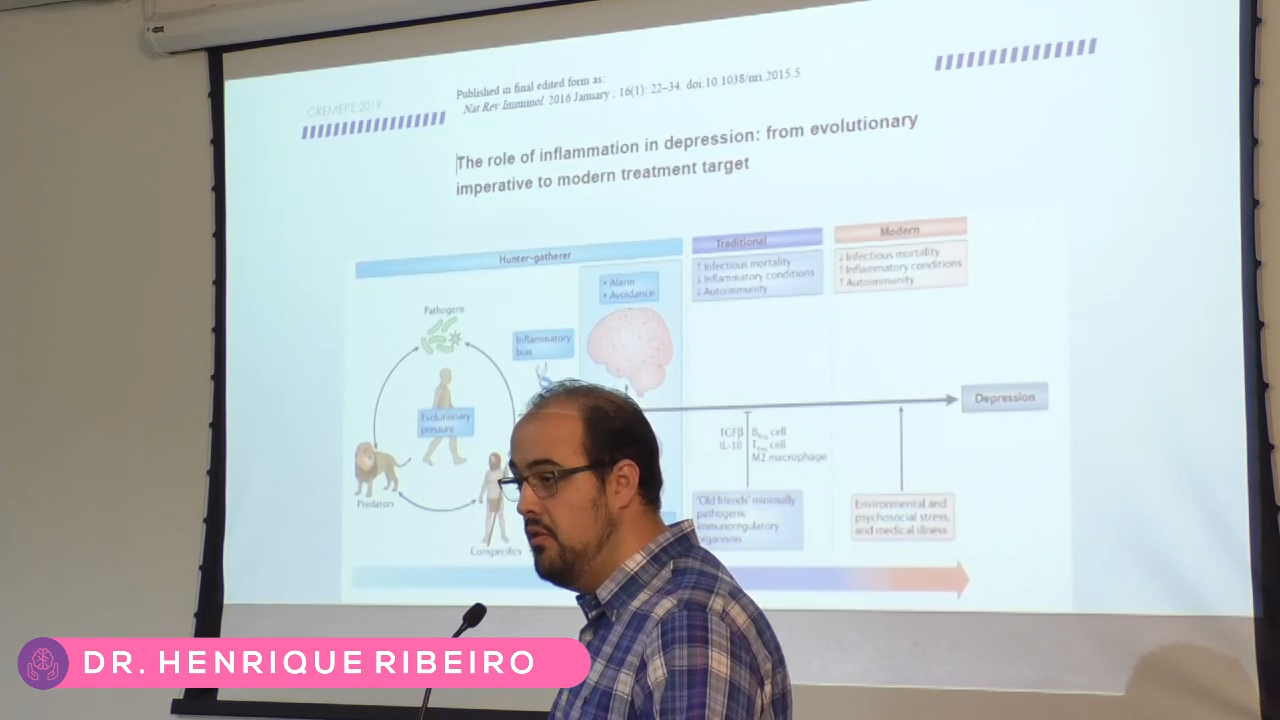 CREMEPE 2019
Published in final edited form as:
Nat Rev Immunol. 2016 January ; 16(1): 22–34. doi:10.1038/nri.2015.5.
The role of inflammation in depression: from evolutionary
imperative to modern treatment target
Hunter–gatherer
Traditional
Modern
• Alarm
• Avoidance
↑ Infectious mortality
↓ Inflammatory conditions
↓ Autoimmunity
↓ Infectious mortality
↑ Inflammatory conditions
↑ Autoimmunity
Pathogens
Inflammatory
bias
Evolutionary
pressure
Depression
TGFβ
IL-10
BReg cell
TReg cell
M2 macrophage
Predators
Conspecifics
'Old friends' minimally
pathogenic
immunoregulatory
organisms
Environmental and
psychosocial stress,
and medical illness
DR. HENRIQUE RIBEIRO